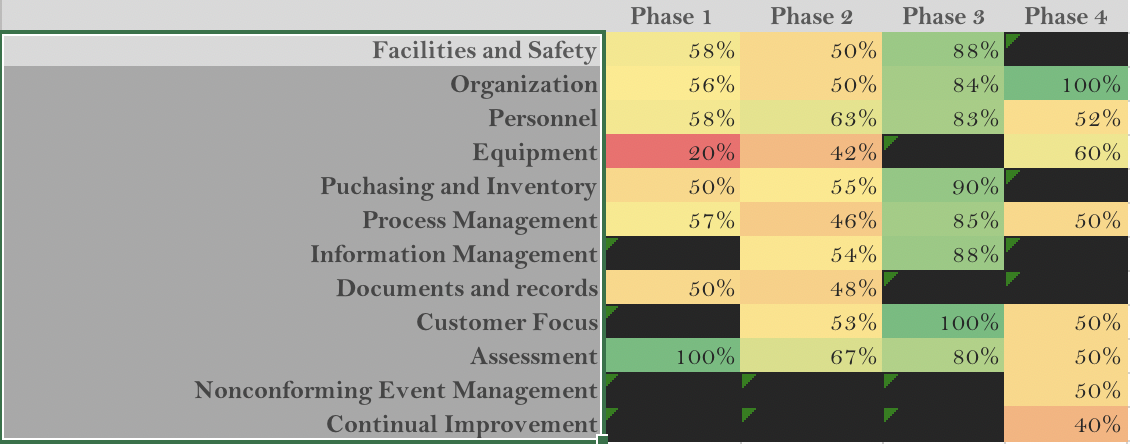 Phase 1 Phase 2 Phase 3 Phase 4
Facilities and Safety 58% 50% 88%
Organization 56% 50% 84% 100%
Personnel 58% 63% 83% 52%
Equipment 20% 42% 60%
Puchasing and Inventory 50% 55% 90%
Process Management 57% 46% 85% 50%
Information Management 54% 88%
Documents and records 50% 48%
Customer Focus 53% 100% 50%
Assessment 100% 67% 80% 50%
Nonconforming Event Management 50%
Continual Improvement 40%